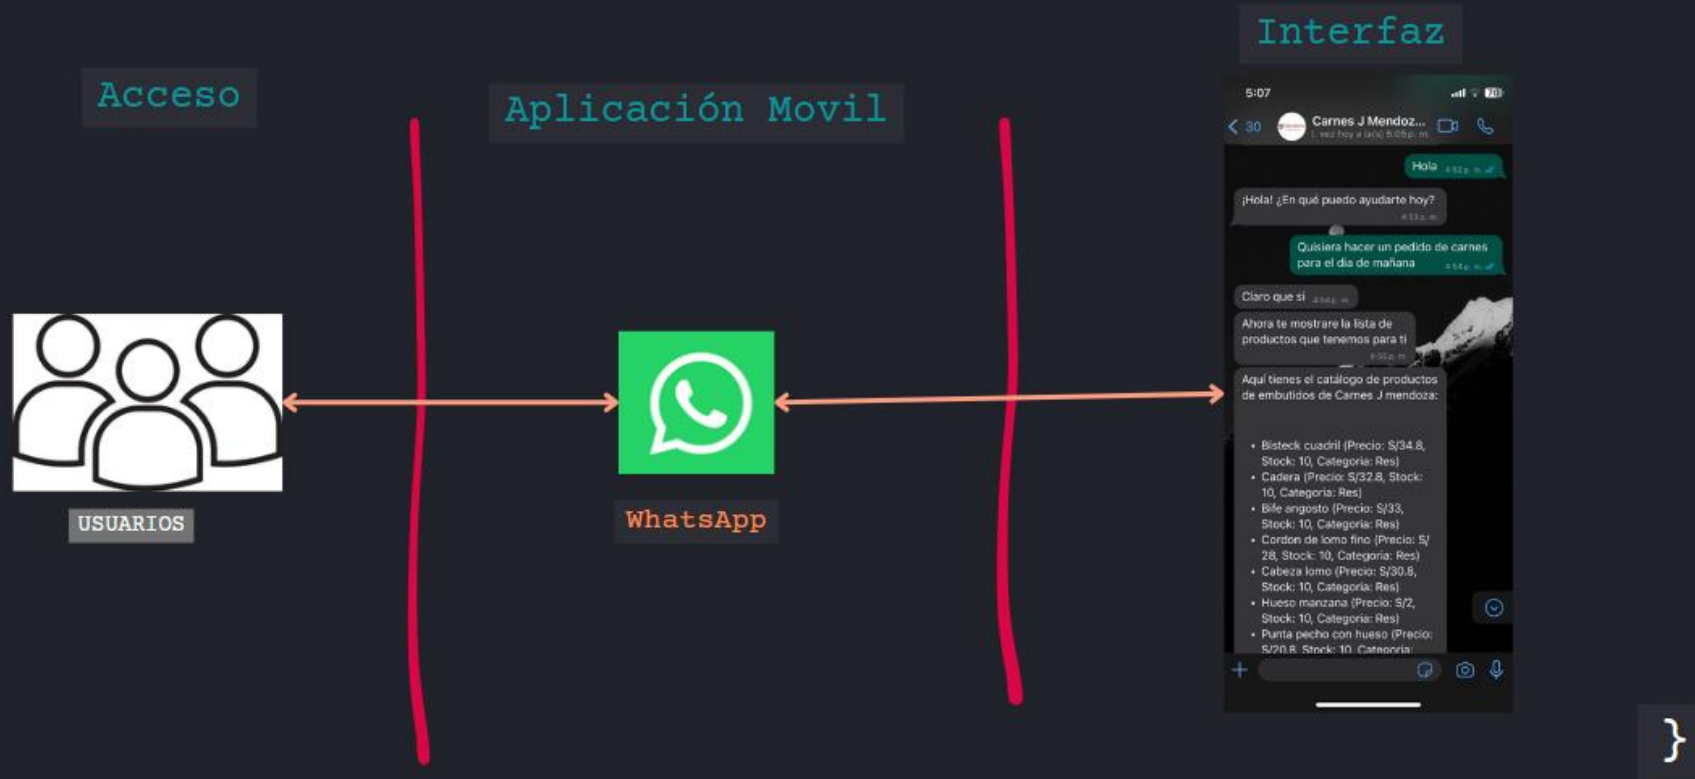 Acceso
Aplicación Movil
Interfaz
USUARIOS
WhatsApp
5:07
30
Carnes J Mendoz...
Hola
¡Hola! ¿En qué puedo ayudarte hoy?
Quisiera hacer un pedido de carnes
para el dia de mañana
Claro que si
Ahora te mostrare la lista de
productos que tenemos para ti
Aquí tienes el catálogo de productos
de embutidos de Carnes J mendoza:
• Bisteck cuadril (Precio: S/34.8,
Stock: 10, Categoria: Res)
• Cadera (Precio: S/32.8, Stock:
10, Categoria: Res)
• Bife angosto (Precio: S/33,
Stock: 10, Categoria: Res)
• Cordon de lomo fino (Precio: S/
28, Stock: 10, Categoria: Res)
• Cabeza lomo (Precio: S/30.8,
Stock: 10, Categoria: Res)
• Hueso manzana (Precio: S/2,
Stock: 10, Categoria: Res)
• Punta pecho con hueso (Precio:
S/20.8, Stock: 10, Categoria:
}